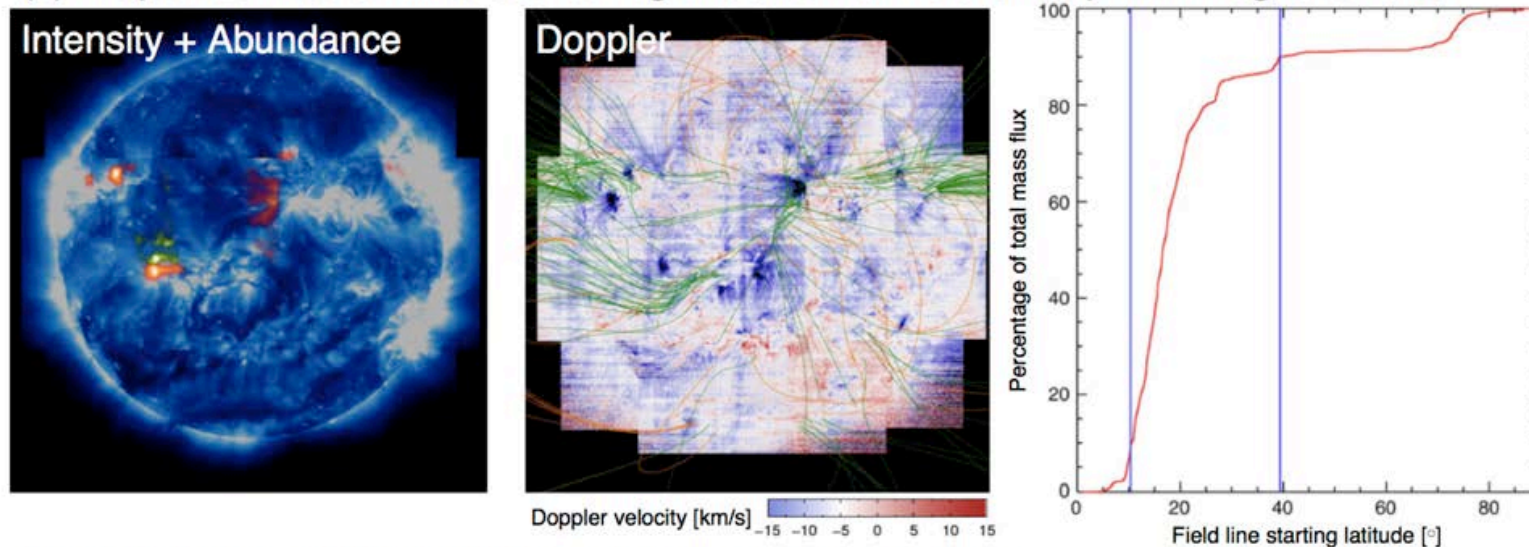 Intensity + Abundance
Doppler
Doppler velocity [km/s]
-15 -10 -5 0 5 10 15
Percentage of total mass flux
100
80
60
40
20
0
0 20 40 60 80
Field line starting latitude [°]